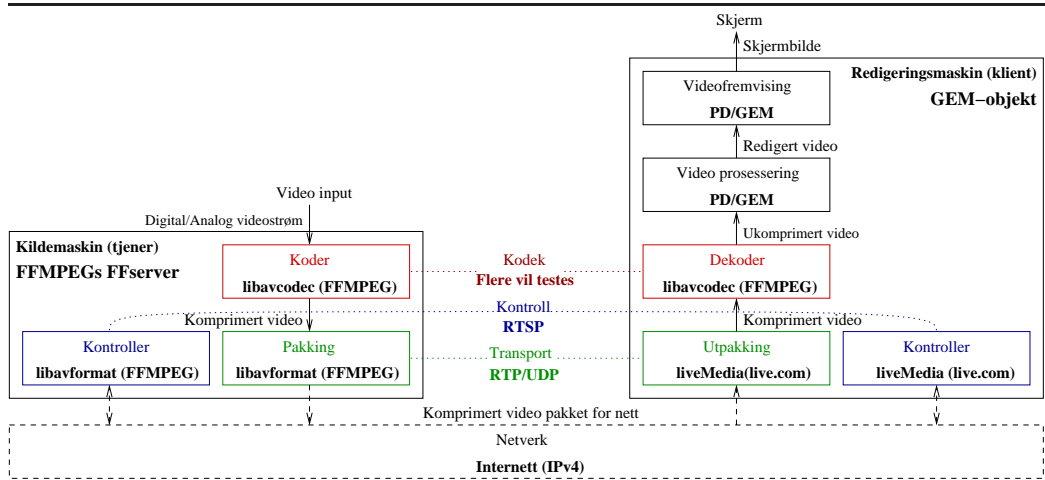 Skjerm
Skjermbilde
Redigeringsmaskin (klient)
GEM−objekt
Videofremvising
PD/GEM
Redigert video
Video prosessering
PD/GEM
Ukomprimert video
Video input
Digital/Analog videostrøm
Kildemaskin (tjener)
FFMPEGs FFserver
Koder
libavcodec (FFMPEG)
Kodek
Flere vil testes
Dekoder
libavcodec (FFMPEG)
Komprimert video
Kontroll
RTSP
Komprimert video
Kontroller
libavformat (FFMPEG)
Pakking
libavformat (FFMPEG)
Transport
RTP/UDP
Utpakking
liveMedia(live.com)
Kontroller
liveMedia (live.com)
Komprimert video pakket for nett
Netverk
Internett (IPv4)